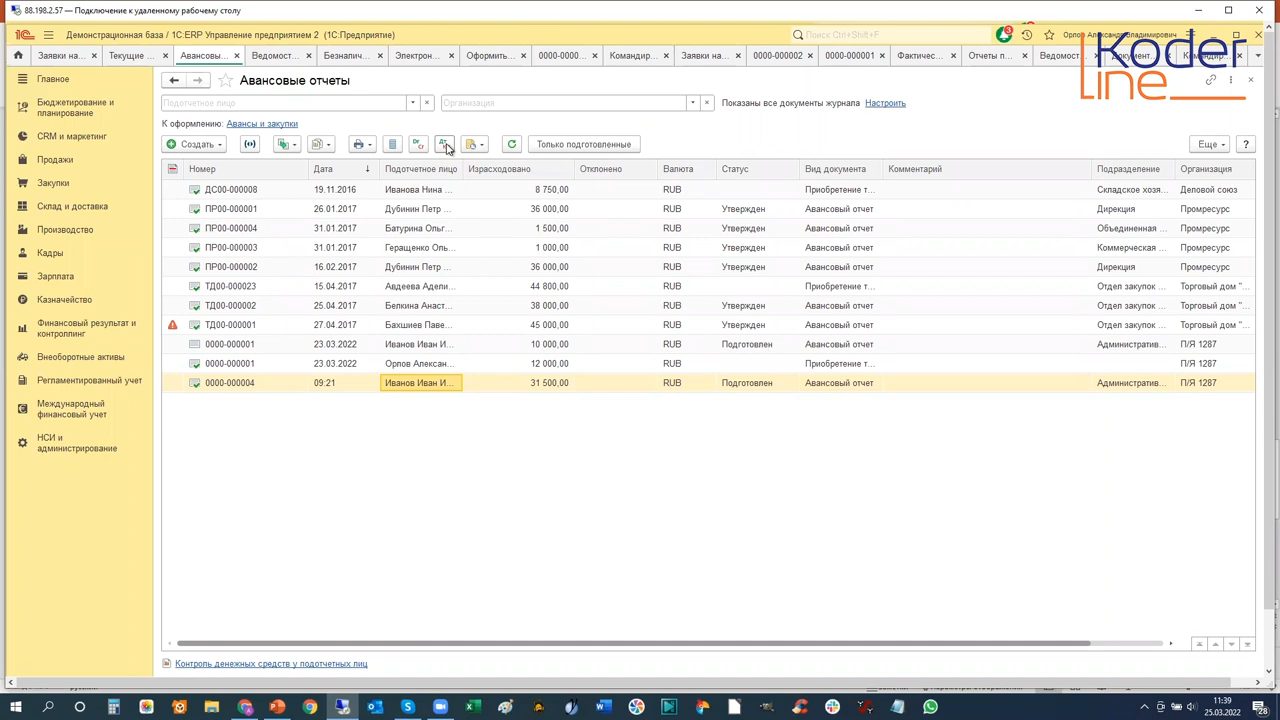 88.198.2.57 — Подключение к удаленному рабочему столу
Демонстрационная база / 1С:ERP Управление предприятием 2 (1С:Предприятие)
Поиск Ctrl+Shift+F
Орлов Александр Владимирович
Koder
line
Заявки на... Текущие ... Авансовы... Ведомост... Безналич... Электрон... Оформить... 0000-0000... Командир... Заявки на... 0000-000002 0000-000001 Фактичес... Отчеты п... Ведомост... Документ... Командир...
Главное
Бюджетирование и планирование
CRM и маркетинг
Продажи
Закупки
Склад и доставка
Производство
Кадры
Зарплата
Казначейство
Финансовый результат и контроллинг
Внеоборотные активы
Регламентированный учет
Международный финансовый учет
НСИ и администрирование
Авансовые отчеты
Подотчетное лицо Организация Показаны все документы журнала Настроить
К оформлению: Авансы и закупки
Создать Только подготовленные Еще ?
Номер Дата Подотчетное лицо Израсходовано Отклонено Валюта Статус Вид документа Комментарий Подразделение Организация
ДС00-000008 19.11.2016 Иванова Нина ... 8 750,00 RUB Приобретение т... Складское хозя... Деловой союз
ПР00-000001 26.01.2017 Дубинин Петр ... 36 000,00 RUB Утвержден Авансовый отчет Дирекция Промресурс
ПР00-000004 31.01.2017 Батурина Ольг... 1 500,00 RUB Утвержден Авансовый отчет Объединенная ... Промресурс
ПР00-000003 31.01.2017 Геращенко Оль... 1 000,00 RUB Утвержден Авансовый отчет Коммерческая ... Промресурс
ПР00-000002 16.02.2017 Дубинин Петр ... 36 000,00 RUB Утвержден Авансовый отчет Дирекция Промресурс
ТД00-000023 15.04.2017 Авдеева Адели... 44 800,00 RUB Приобретение т... Отдел закупок ... Торговый дом "...
ТД00-000002 25.04.2017 Белкина Анаст... 38 000,00 RUB Утвержден Авансовый отчет Отдел закупок ... Торговый дом "...
ТД00-000001 27.04.2017 Бахшиев Паве... 45 000,00 RUB Утвержден Авансовый отчет Отдел закупок ... Торговый дом "...
0000-000001 23.03.2022 Иванов Иван И... 10 000,00 RUB Подготовлен Авансовый отчет Административ... П/Я 1287
0000-000001 23.03.2022 Орлов Алексан... 12 000,00 RUB Приобретение т... П/Я 1287
0000-000004 09:21 Иванов Иван И... 31 500,00 RUB Подготовлен Авансовый отчет Административ... П/Я 1287
Контроль денежных средств у подотчетных лиц
11:39
25.03.2022
28